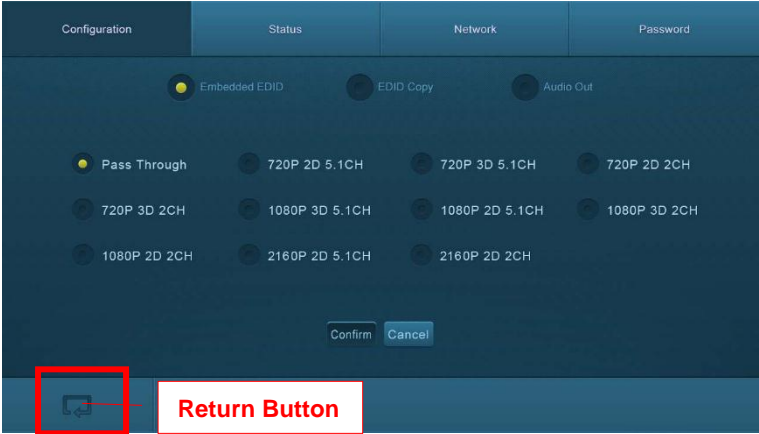 Configuration Status Network Password
Embedded EDID EDID Copy Audio Out
Pass Through 720P 2D 5.1CH 720P 3D 5.1CH 720P 2D 2CH
720P 3D 2CH 1080P 3D 5.1CH 1080P 2D 5.1CH 1080P 3D 2CH
1080P 2D 2CH 2160P 2D 5.1CH 2160P 2D 2CH
Confirm Cancel
Return Button